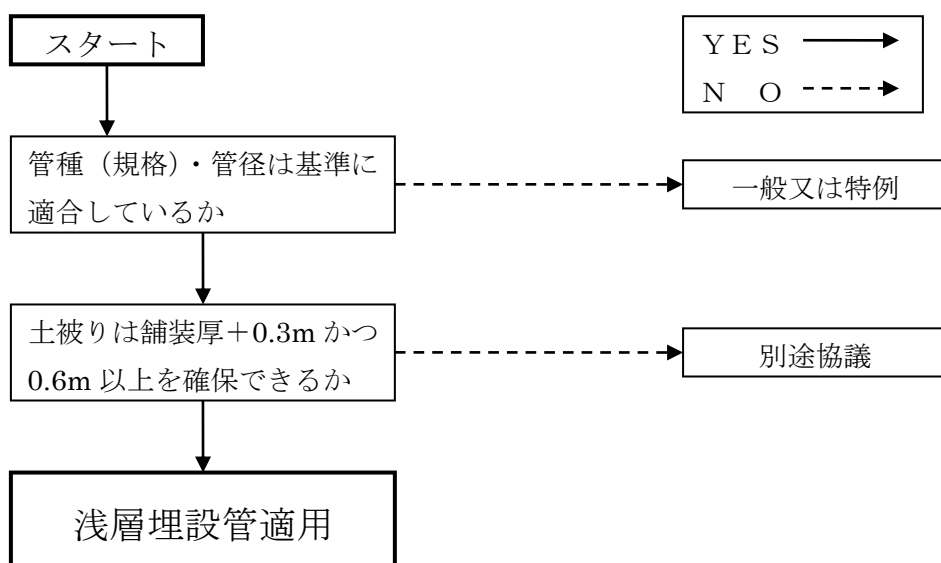 スタート
ＹＥＳ
Ｎ　Ｏ
管種（規格）・管径は基準に
適合しているか
一般又は特例
土被りは舗装厚＋0.3m かつ
0.6m 以上を確保できるか
別途協議
浅層埋設管適用